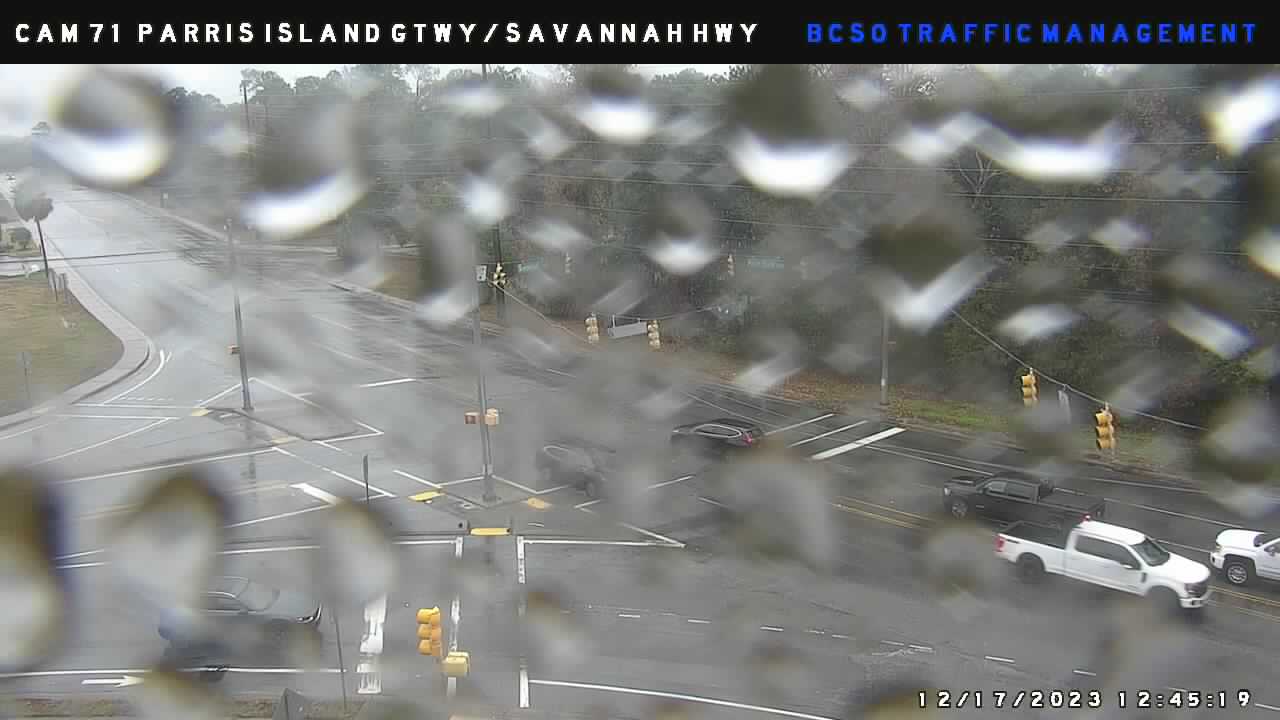 CAM 71 PARRIS ISLAND GTWY/SAVANNAH HWY BCSO TRAFFIC MANAGEMENT
12/17/2023 12:45:19